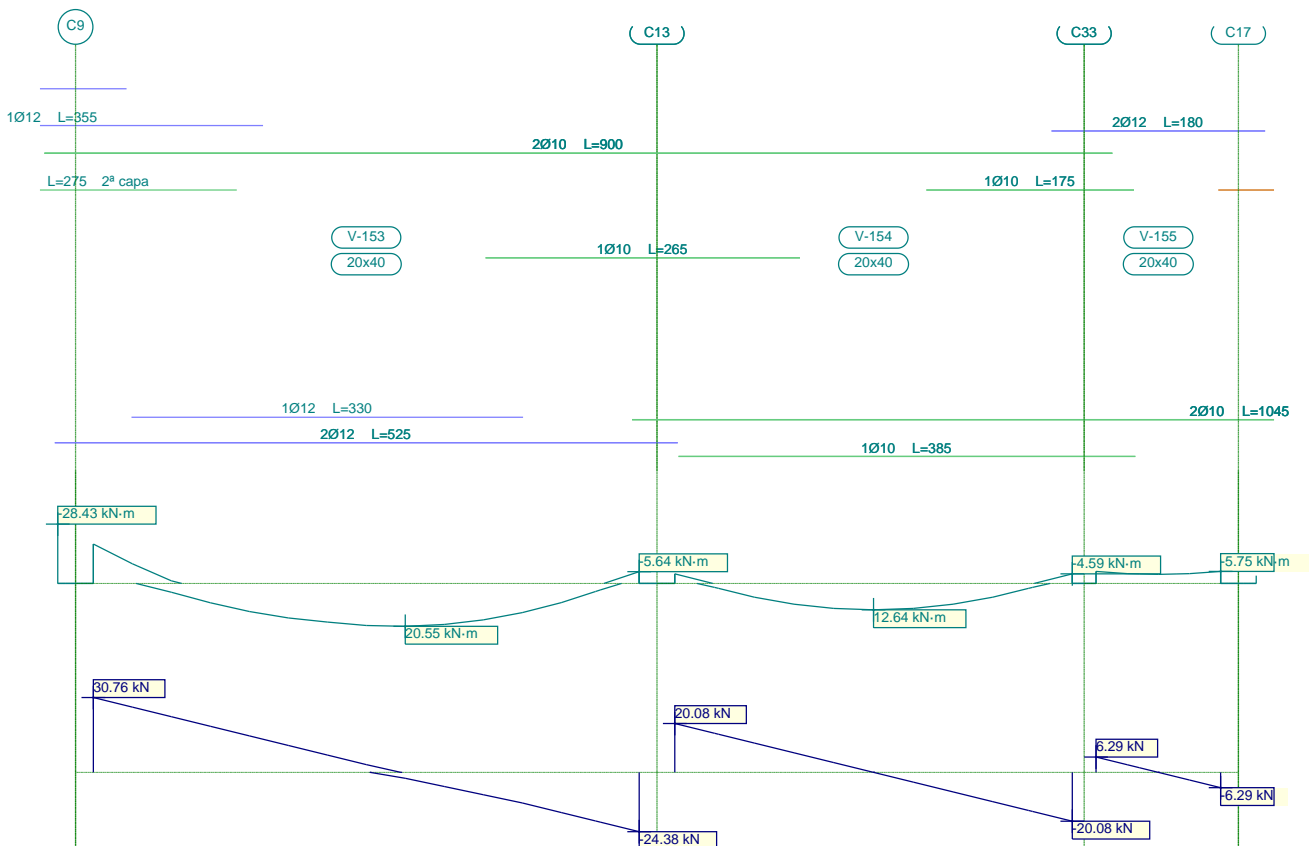 C9
C13
C33
C17
1Ø12 L=355
2Ø12 L=180
2Ø10 L=900
L=275 2ª capa
1Ø10 L=175
V-153
V-154
V-155
1Ø10 L=265
20x40
20x40
20x40
1Ø12 L=330
2Ø10 L=1045
2Ø12 L=525
1Ø10 L=385
-28.43 kN·m
-5.64 kN·m
-4.59 kN·m
-5.75 kN·m
20.55 kN·m
12.64 kN·m
30.76 kN
20.08 kN
6.29 kN
-6.29 kN
-20.08 kN
-24.38 kN